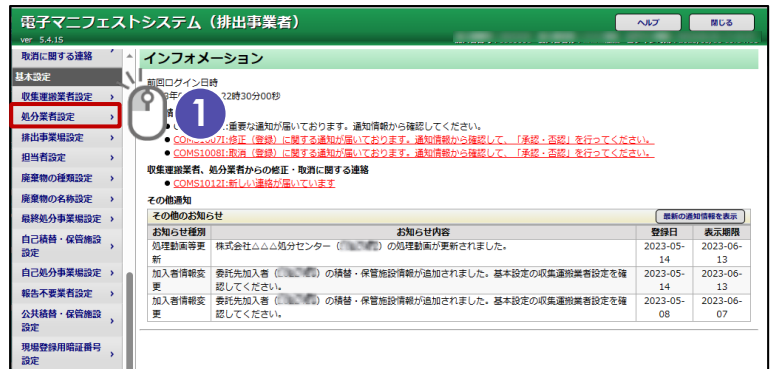 電子マニフェストシステム（排出事業者）
ver 5.4.15
ヘルプ
閉じる
取消に関する連絡
基本設定
収集運搬業者設定
処分業者設定
排出事業場設定
担当者設定
廃棄物の種類設定
廃棄物の名称設定
最終処分事業場設定
自己積替・保管施設
設定
自己処分事業場設定
報告不要業者設定
公共積替・保管施設
設定
現場登録用暗証番号
設定
インフォメーション
前回ログイン日時
22時30分00秒
1
:重要な通知が届いております。通知情報から確認してください。
COMS1007I:修正（登録）に関する通知が届いております。通知情報から確認して、「承認・否認」を行ってください。
COMS1008I:取消（登録）に関する通知が届いております。通知情報から確認して、「承認・否認」を行ってください。
収集運搬業者、処分業者からの修正・取消に関する連絡
COMS1012I:新しい連絡が届いています
その他通知
その他のお知らせ
最新の通知情報を表示
お知らせ種別 お知らせ内容 登録日 表示期限
処理動画等更新 株式会社△△△処分センター（ ）の処理動画が更新されました。 2023-05-14 2023-06-13
加入者情報変更 委託先加入者（ ）の積替・保管施設情報が追加されました。基本設定の収集運搬業者設定を確認してください。 2023-05-14 2023-06-13
加入者情報変更 委託先加入者（ ）の積替・保管施設情報が追加されました。基本設定の収集運搬業者設定を確認してください。 2023-05-08 2023-06-07